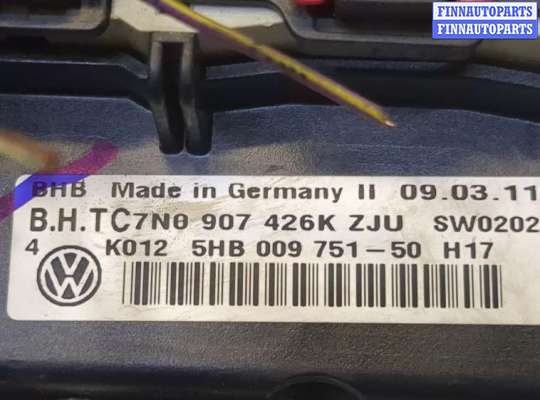 FINNAUTOPARTS
FINNAUTOPARTS
BHB Made in Germany II 09.03.11
B.H.TC7N0 907 426K ZJU SW0202
4 K012 5HB 009 751-50 H17